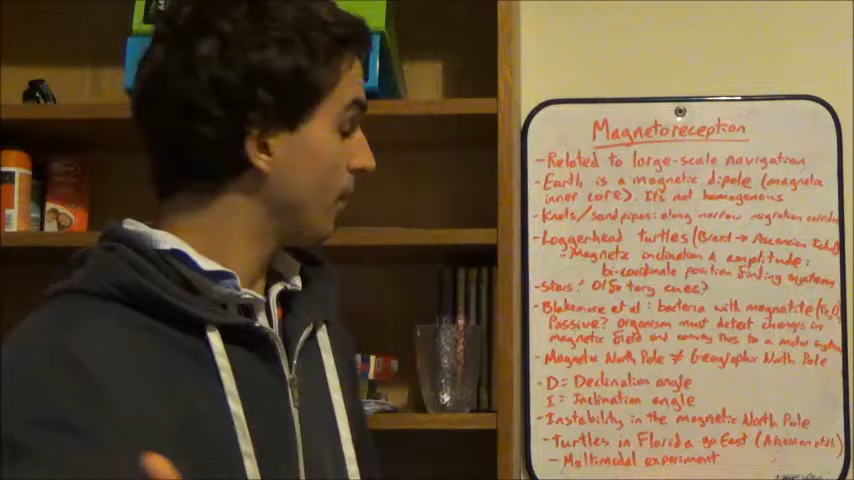 Magnetoreception
- Related to large-scale navigation
- Earth is a magnetic dipole (magnetic
inner core). It's not homogenous
- Knots/Sandpipers: along narrow migration
- Loggerhead turtles (Brazil → Ascension Island)
- Magnetic inclination & amplitude:
bi-coordinate position finding system
- Stars? Olfactory cues?
- Blakemore et al: bacteria with magnetite
Passive? Organism must detect changes in
magnetic field and convey this to a motor system
- Magnetic North Pole ≠ Geographic North Pole
- D = Declination angle
I = Inclination angle
- Instability in the magnetic North Pole
- Turtles in Florida go East
- Multimodal experiment